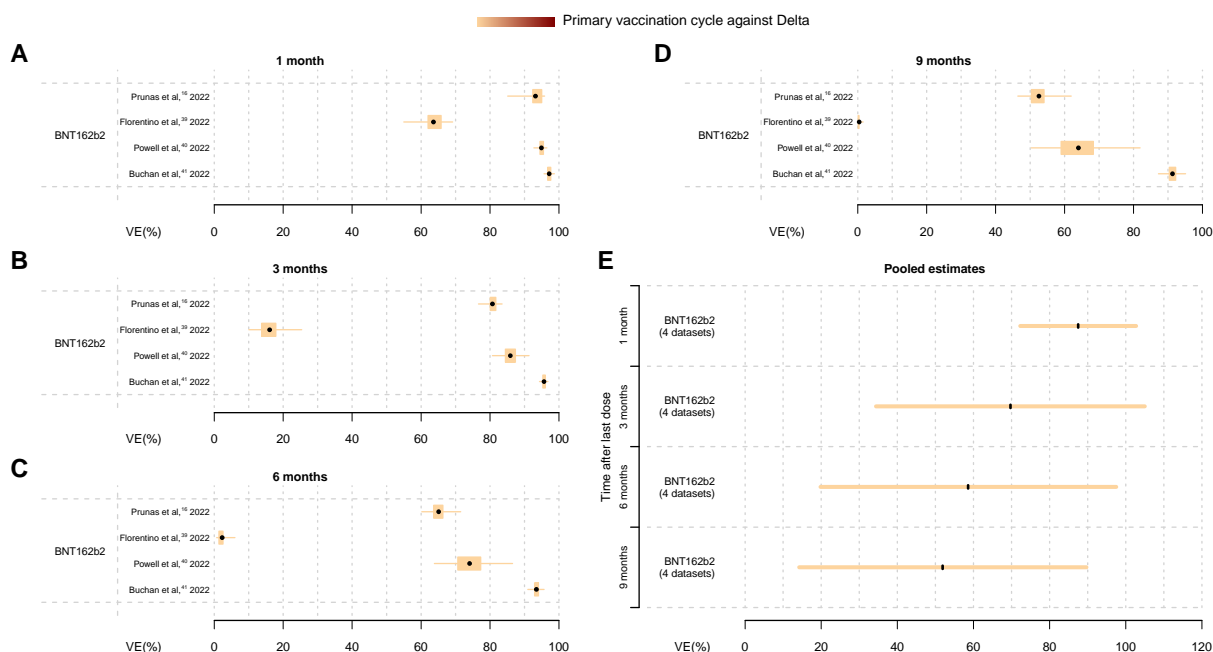 Primary vaccination cycle against Delta
A
1 month
BNT162b2
Prunas et al,16 2022
Florentino et al,39 2022
Powell et al,40 2022
Buchan et al,41 2022
VE(%)
0 20 40 60 80 100
B
3 months
BNT162b2
Prunas et al,16 2022
Florentino et al,39 2022
Powell et al,40 2022
Buchan et al,41 2022
VE(%)
0 20 40 60 80 100
C
6 months
BNT162b2
Prunas et al,16 2022
Florentino et al,39 2022
Powell et al,40 2022
Buchan et al,41 2022
VE(%)
0 20 40 60 80 100
D
9 months
BNT162b2
Prunas et al,16 2022
Florentino et al,39 2022
Powell et al,40 2022
Buchan et al,41 2022
VE(%)
0 20 40 60 80 100
E
Pooled estimates
Time after last dose
1 month
BNT162b2
(4 datasets)
3 months
BNT162b2
(4 datasets)
6 months
BNT162b2
(4 datasets)
9 months
BNT162b2
(4 datasets)
VE(%)
0 20 40 60 80 100 120